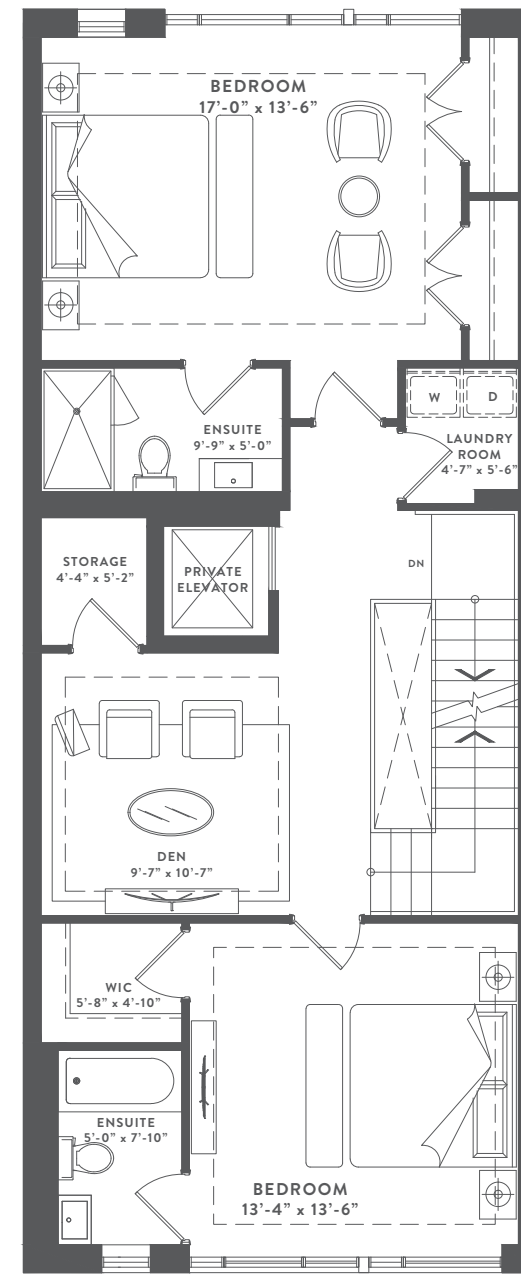 BEDROOM
17'-0" x 13'-6"
W
D
ENSUITE
9'-9" x 5'-0"
LAUNDRY
ROOM
4'-7" x 5'-6"
STORAGE
4'-4" x 5'-2"
PRIVATE
ELEVATOR
DN
DEN
9'-7" x 10'-7"
WIC
5'-8" x 4'-10"
ENSUITE
5'-0" x 7'-10"
BEDROOM
13'-4" x 13'-6"